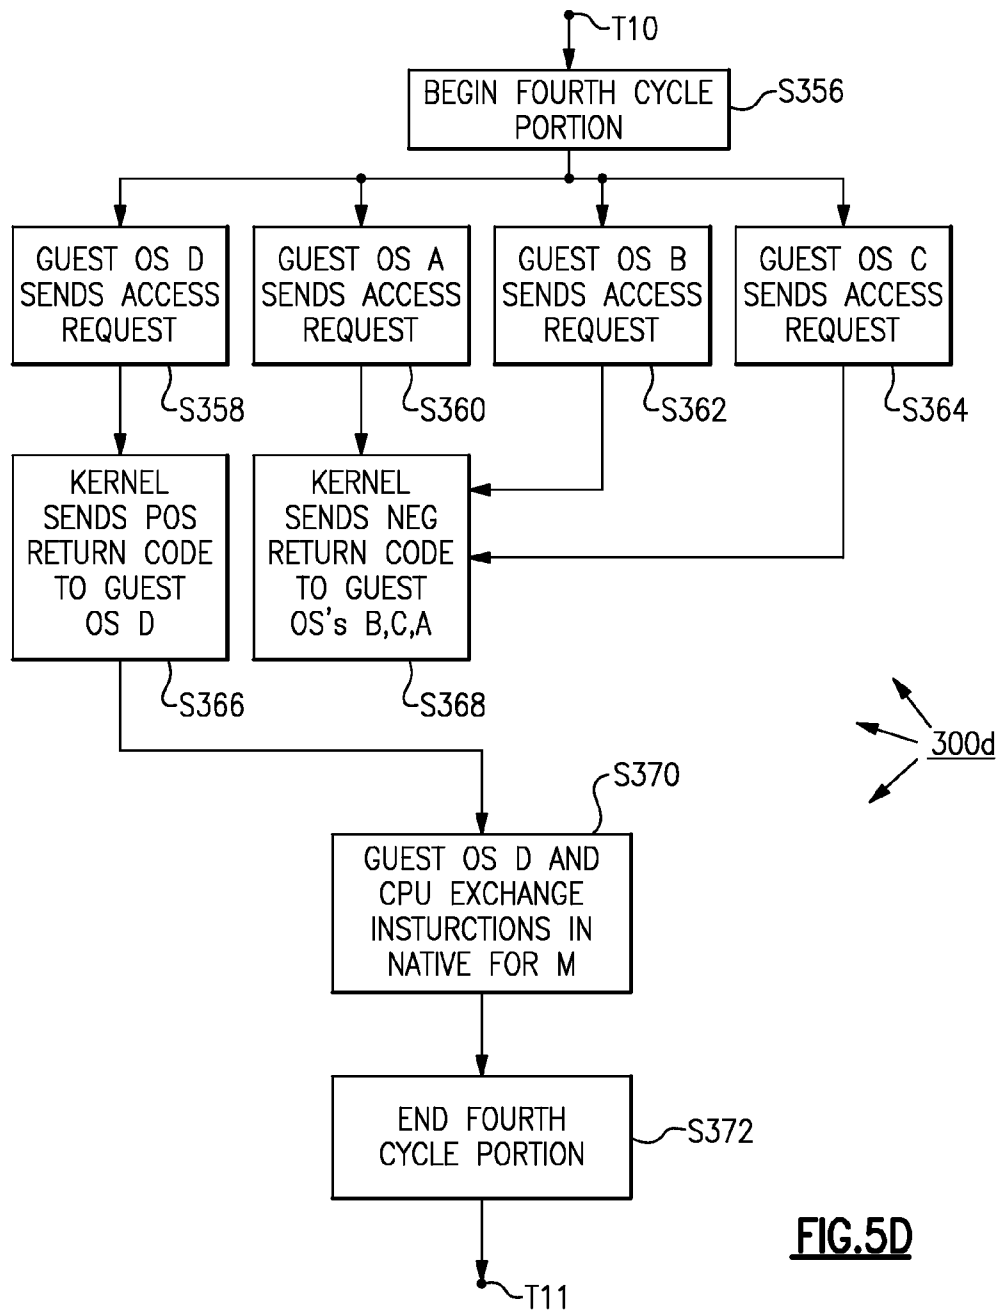 T10
BEGIN FOURTH CYCLE
PORTION
S356
GUEST OS D
SENDS ACCESS
REQUEST
S358
GUEST OS A
SENDS ACCESS
REQUEST
S360
GUEST OS B
SENDS ACCESS
REQUEST
S362
GUEST OS C
SENDS ACCESS
REQUEST
S364
KERNEL
SENDS POS
RETURN CODE
TO GUEST
OS D
S366
KERNEL
SENDS NEG
RETURN CODE
TO GUEST
OS's B,C,A
S368
300d
S370
GUEST OS D AND
CPU EXCHANGE
INSTURCTIONS IN
NATIVE FOR M
END FOURTH
CYCLE PORTION
S372
T11
FIG.5D